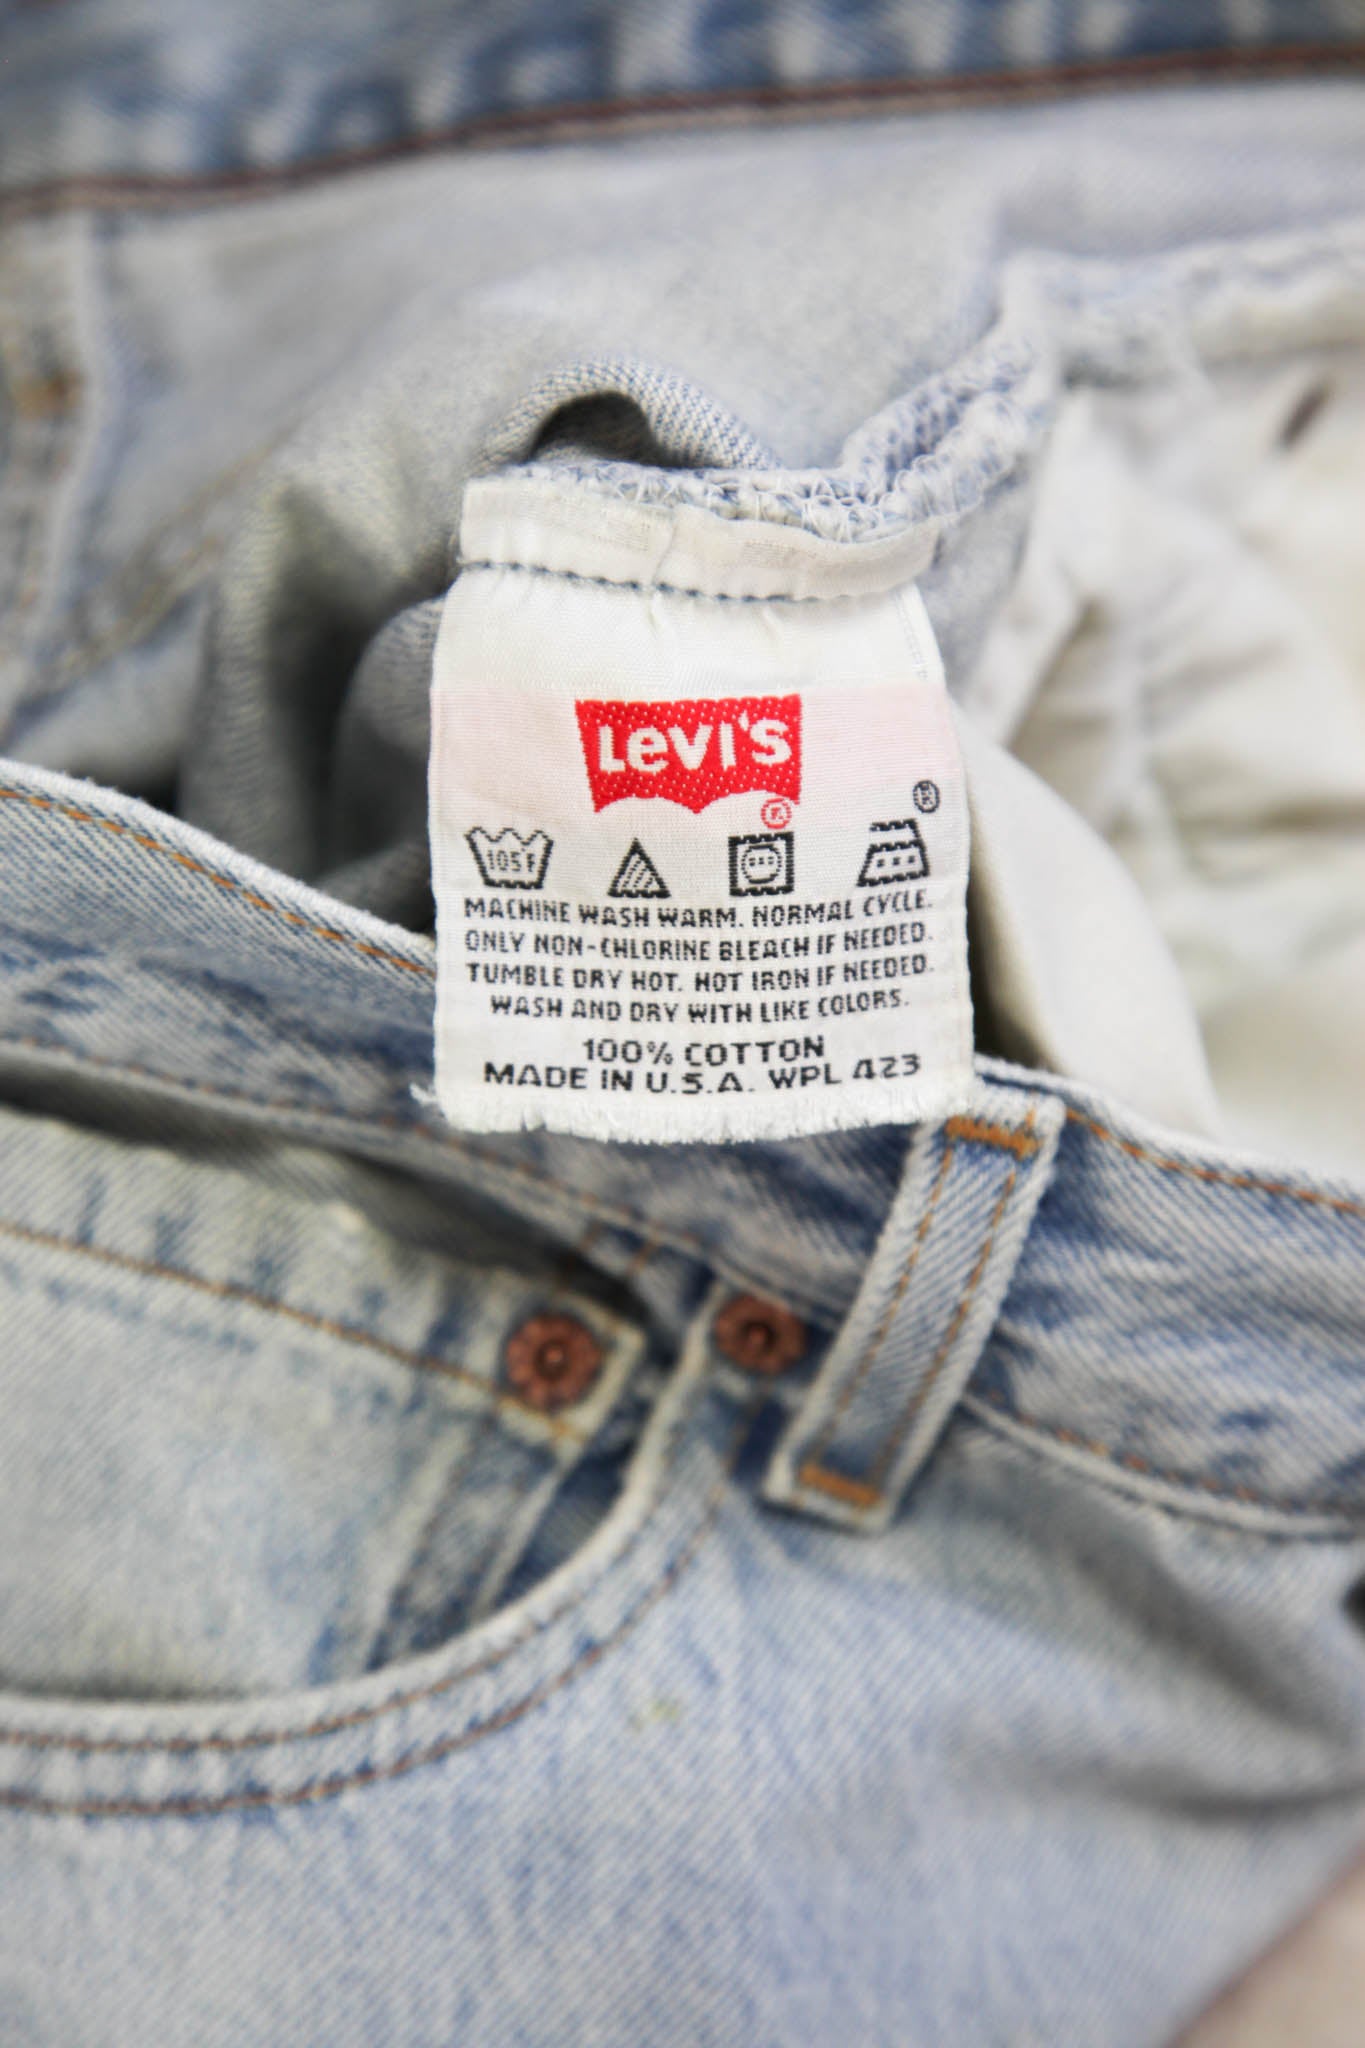 Levi's
®
®
105F
MACHINE WASH WARM. NORMAL CYCLE.
ONLY NON-CHLORINE BLEACH IF NEEDED.
TUMBLE DRY HOT. HOT IRON IF NEEDED.
WASH AND DRY WITH LIKE COLORS.
100% COTTON
MADE IN U.S.A. WPL 423